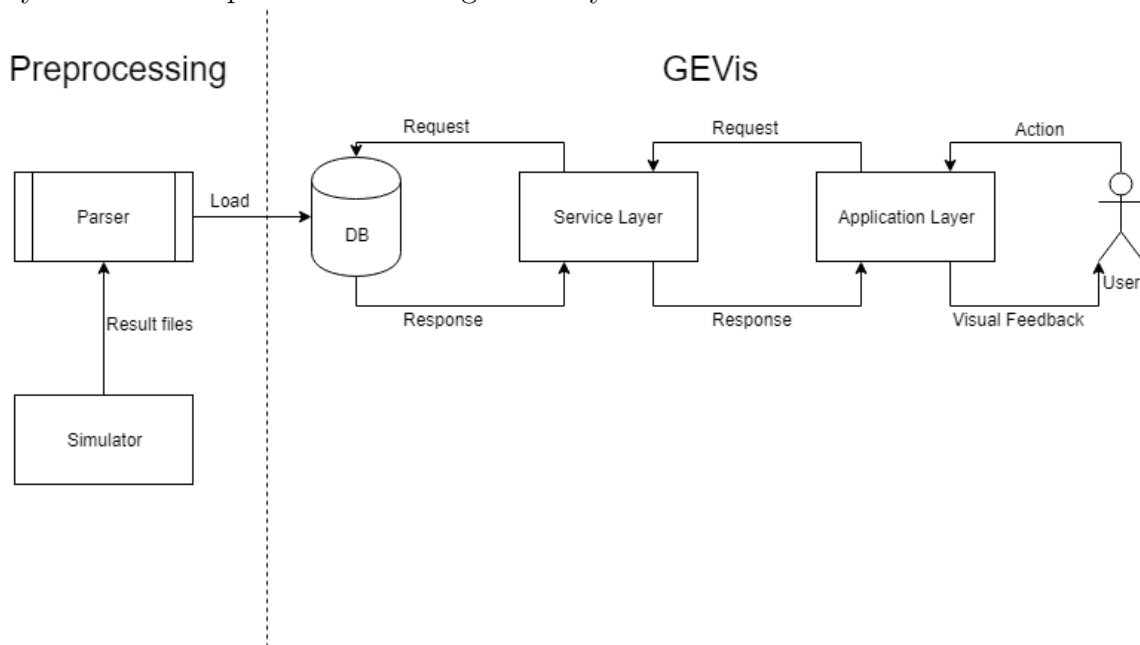 Preprocessing
GEVis
Request
Request
Action
Parser
Load
DB
Service Layer
Application Layer
User
Response
Response
Visual Feedback
Result files
Simulator